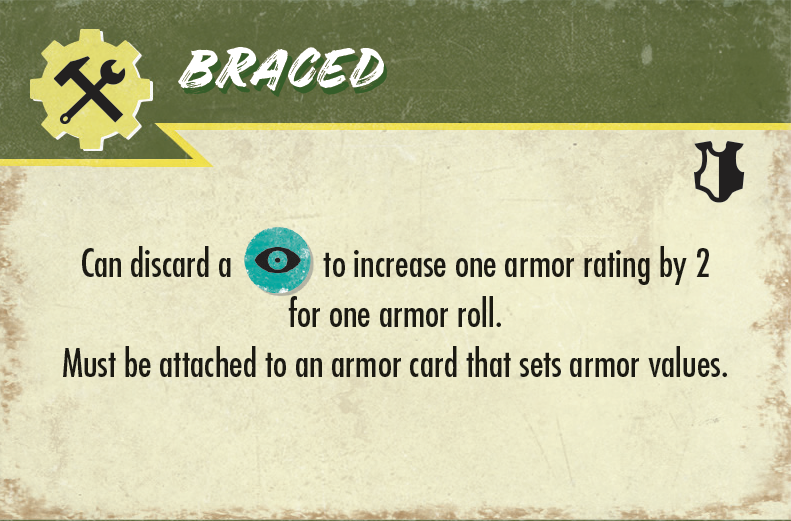 BRACED
Can discard a to increase one armor rating by 2
for one armor roll.
Must be attached to an armor card that sets armor values.